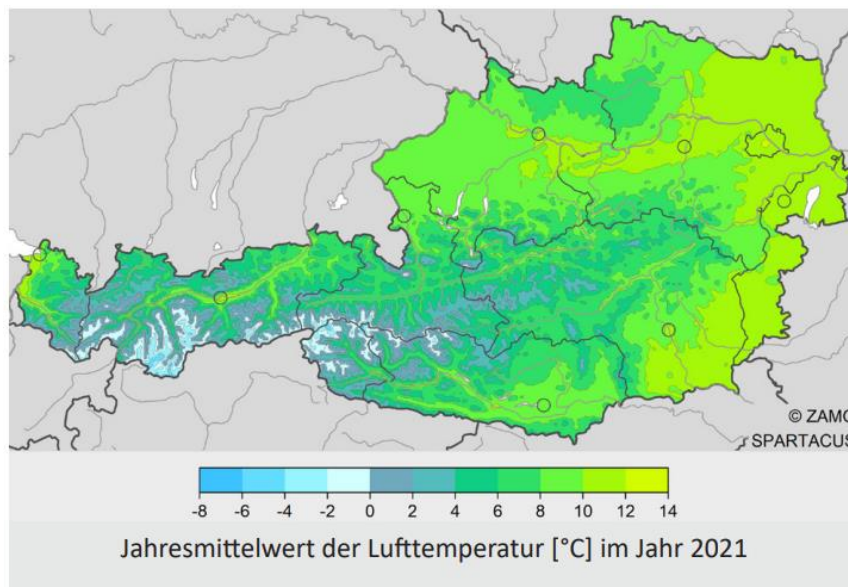 © ZAMG
SPARTACUS
-8 -6 -4 -2 0 2 4 6 8 10 12 14
Jahresmittelwert der Lufttemperatur [°C] im Jahr 2021